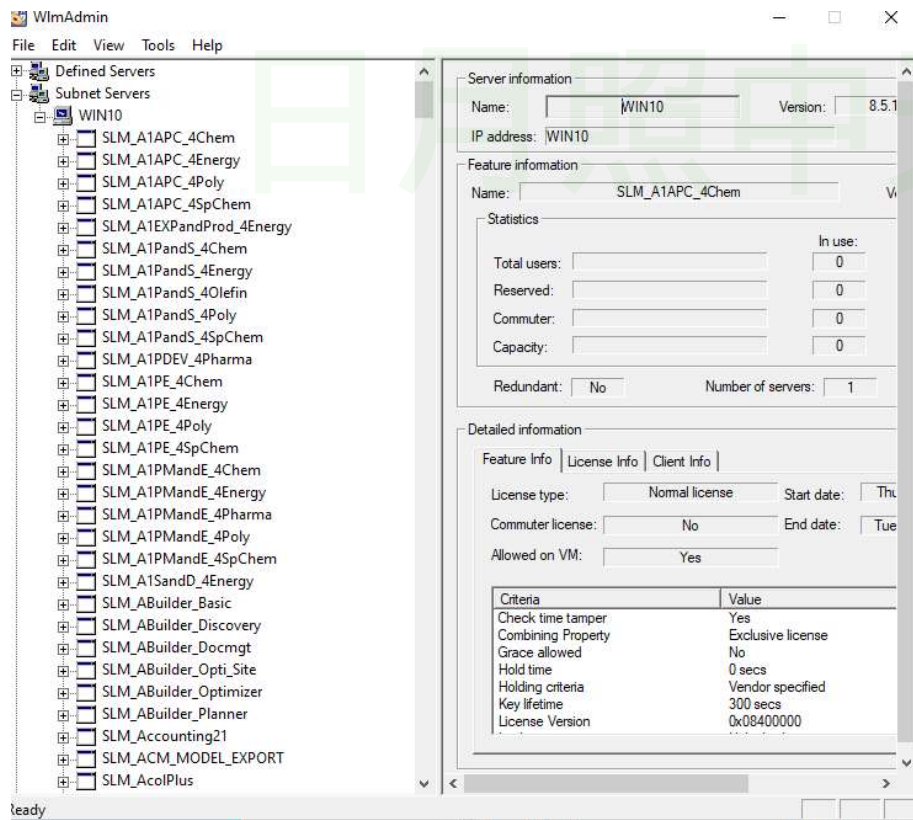 WlmAdmin
File Edit View Tools Help
Defined Servers
Subnet Servers
WIN10
SLM_A1APC_4Chem
SLM_A1APC_4Energy
SLM_A1APC_4Poly
SLM_A1APC_4SpChem
SLM_A1EXPandProd_4Energy
SLM_A1PandS_4Chem
SLM_A1PandS_4Energy
SLM_A1PandS_4Olefin
SLM_A1PandS_4Poly
SLM_A1PandS_4SpChem
SLM_A1PDEV_4Pharma
SLM_A1PE_4Chem
SLM_A1PE_4Energy
SLM_A1PE_4Poly
SLM_A1PE_4SpChem
SLM_A1PMandE_4Chem
SLM_A1PMandE_4Energy
SLM_A1PMandE_4Pharma
SLM_A1PMandE_4Poly
SLM_A1PMandE_4SpChem
SLM_A1SandD_4Energy
SLM_ABuilder_Basic
SLM_ABuilder_Discovery
SLM_ABuilder_Docmgt
SLM_ABuilder_Opti_Site
SLM_ABuilder_Optimizer
SLM_ABuilder_Planner
SLM_Accounting21
SLM_ACM_MODEL_EXPORT
SLM_AcolPlus
Server information
Name: WIN10 Version: 8.5.1
IP address: WIN10
Feature information
Name: SLM_A1APC_4Chem
Statistics
In use:
Total users: 0
Reserved: 0
Commuter: 0
Capacity: 0
Redundant: No Number of servers: 1
Detailed information
Feature Info License Info Client Info
License type: Normal license Start date: Thu
Commuter license: No End date: Tue
Allowed on VM: Yes
Criteria Value
Check time tamper Yes
Combining Property Exclusive license
Grace allowed No
Hold time 0 secs
Holding criteria Vendor specified
Key lifetime 300 secs
License Version 0x08400000
Ready
日月照中